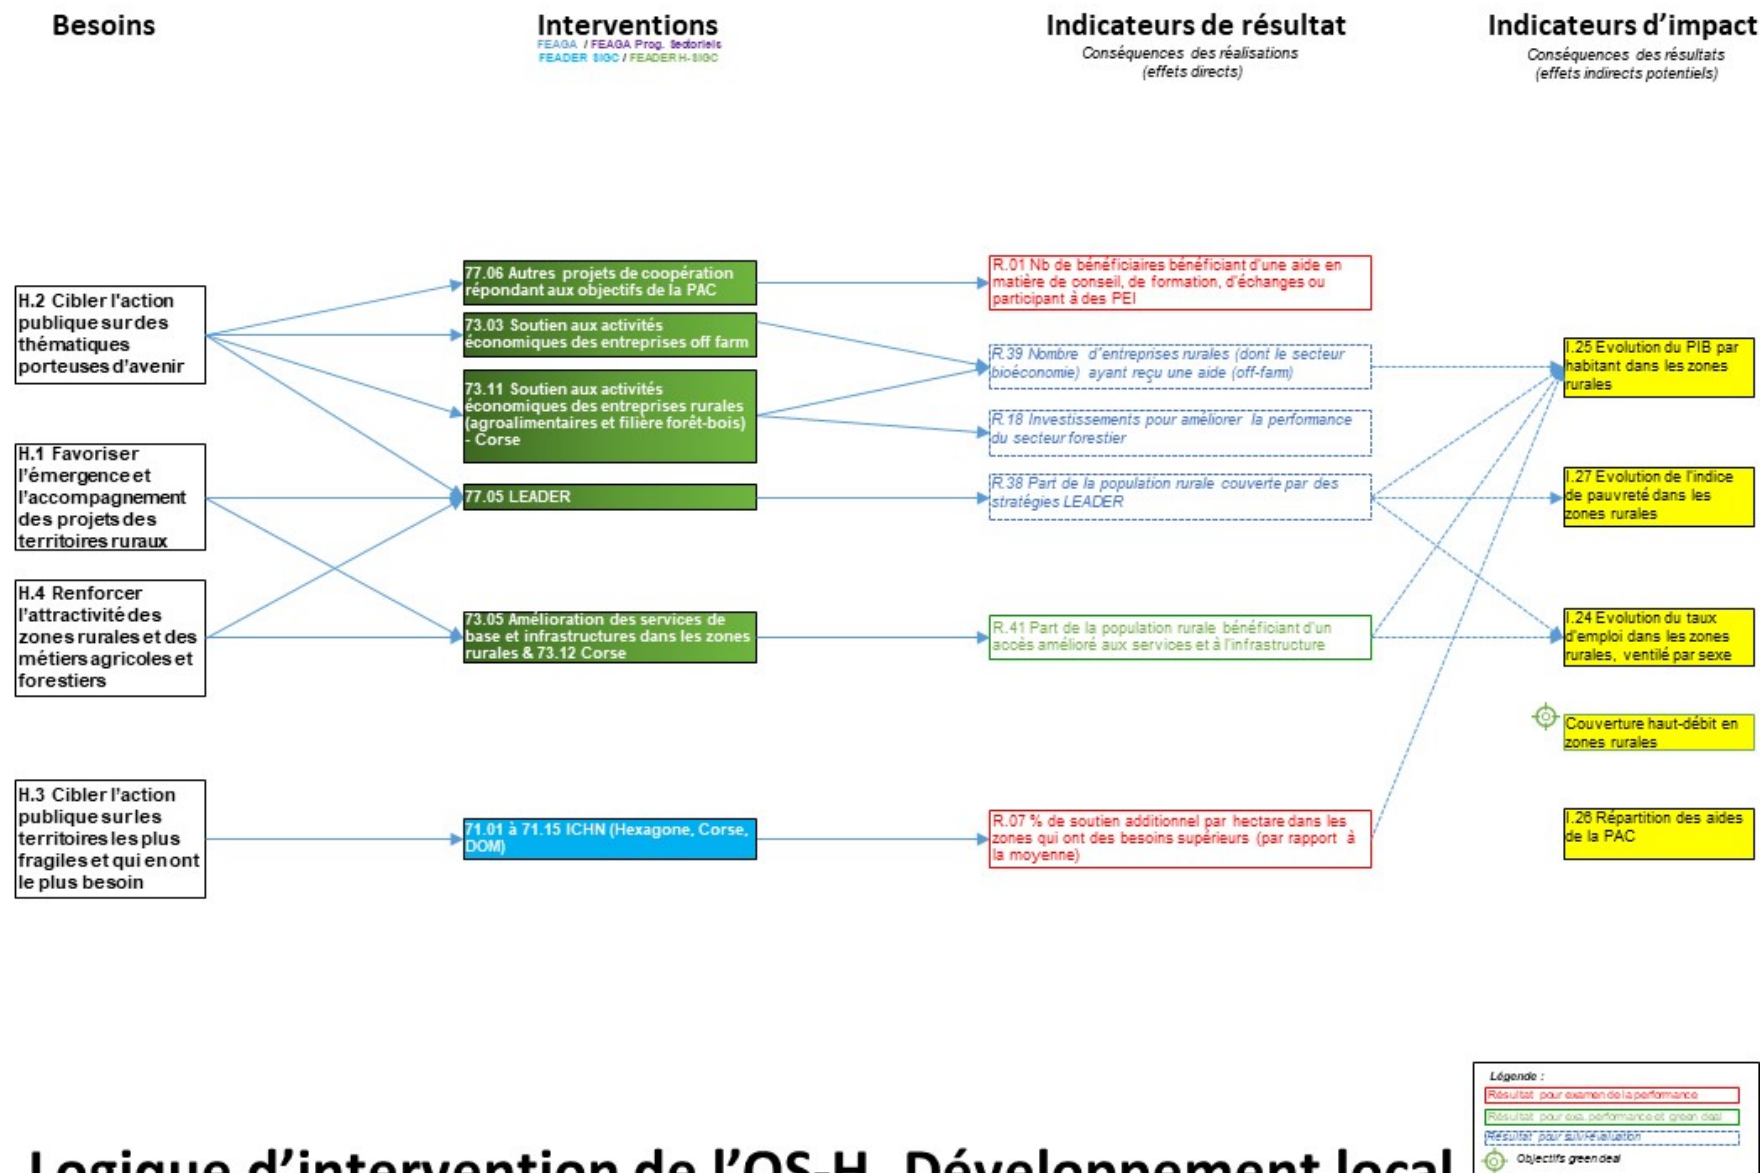 Besoins
Interventions
FEAGA / FEAGA Prog. Sectoriels
FEADER SIGC / FEADER H-SIGC
Indicateurs de résultat
Conséquences des réalisations
(effets directs)
Indicateurs d'impact
Conséquences des résultats
(effets indirects potentiels)
H.2 Cibler l'action
publique sur des
thématiques
porteuses d'avenir
H.1 Favoriser
l'émergence et
l'accompagnement
des projets des
territoires ruraux
H.4 Renforcer
l'attractivité des
zones rurales et des
métiers agricoles et
forestiers
H.3 Cibler l'action
publique sur les
territoires les plus
fragiles et qui en ont
le plus besoin
77.06 Autres projets de coopération
répondant aux objectifs de la PAC
73.03 Soutien aux activités
économiques des entreprises off farm
73.11 Soutien aux activités
économiques des entreprises rurales
(agroalimentaires et filière forêt-bois)
- Corse
77.05 LEADER
73.05 Amélioration des services de
base et infrastructures dans les zones
rurales & 73.12 Corse
71.01 à 71.15 ICHN (Hexagone, Corse,
DOM)
R.01 Nb de bénéficiaires bénéficiant d'une aide en
matière de conseil, de formation, d'échanges ou
participant à des PEI
R.39 Nombre d'entreprises rurales (dont le secteur
bioéconomie) ayant reçu une aide (off-farm)
R.18 Investissements pour améliorer la performance
du secteur forestier
R.38 Part de la population rurale couverte par des
stratégies LEADER
R.41 Part de la population rurale bénéficiant d'un
accès amélioré aux services et à l'infrastructure
R.07 % de soutien additionnel par hectare dans les
zones qui ont des besoins supérieurs (par rapport à
la moyenne)
I.25 Evolution du PIB par
habitant dans les zones
rurales
I.27 Evolution de l'indice
de pauvreté dans les
zones rurales
I.24 Evolution du taux
d'emploi dans les zones
rurales, ventilé par sexe
Couverture haut-débit en
zones rurales
I.26 Répartition des aides
de la PAC
Légende :
Résultat pour examen de la performance
Résultat pour exa. performance et green deal
Résultat pour suivi-évaluation
Objectifs green deal
Logique d'intervention de l'OS-H. Développement local